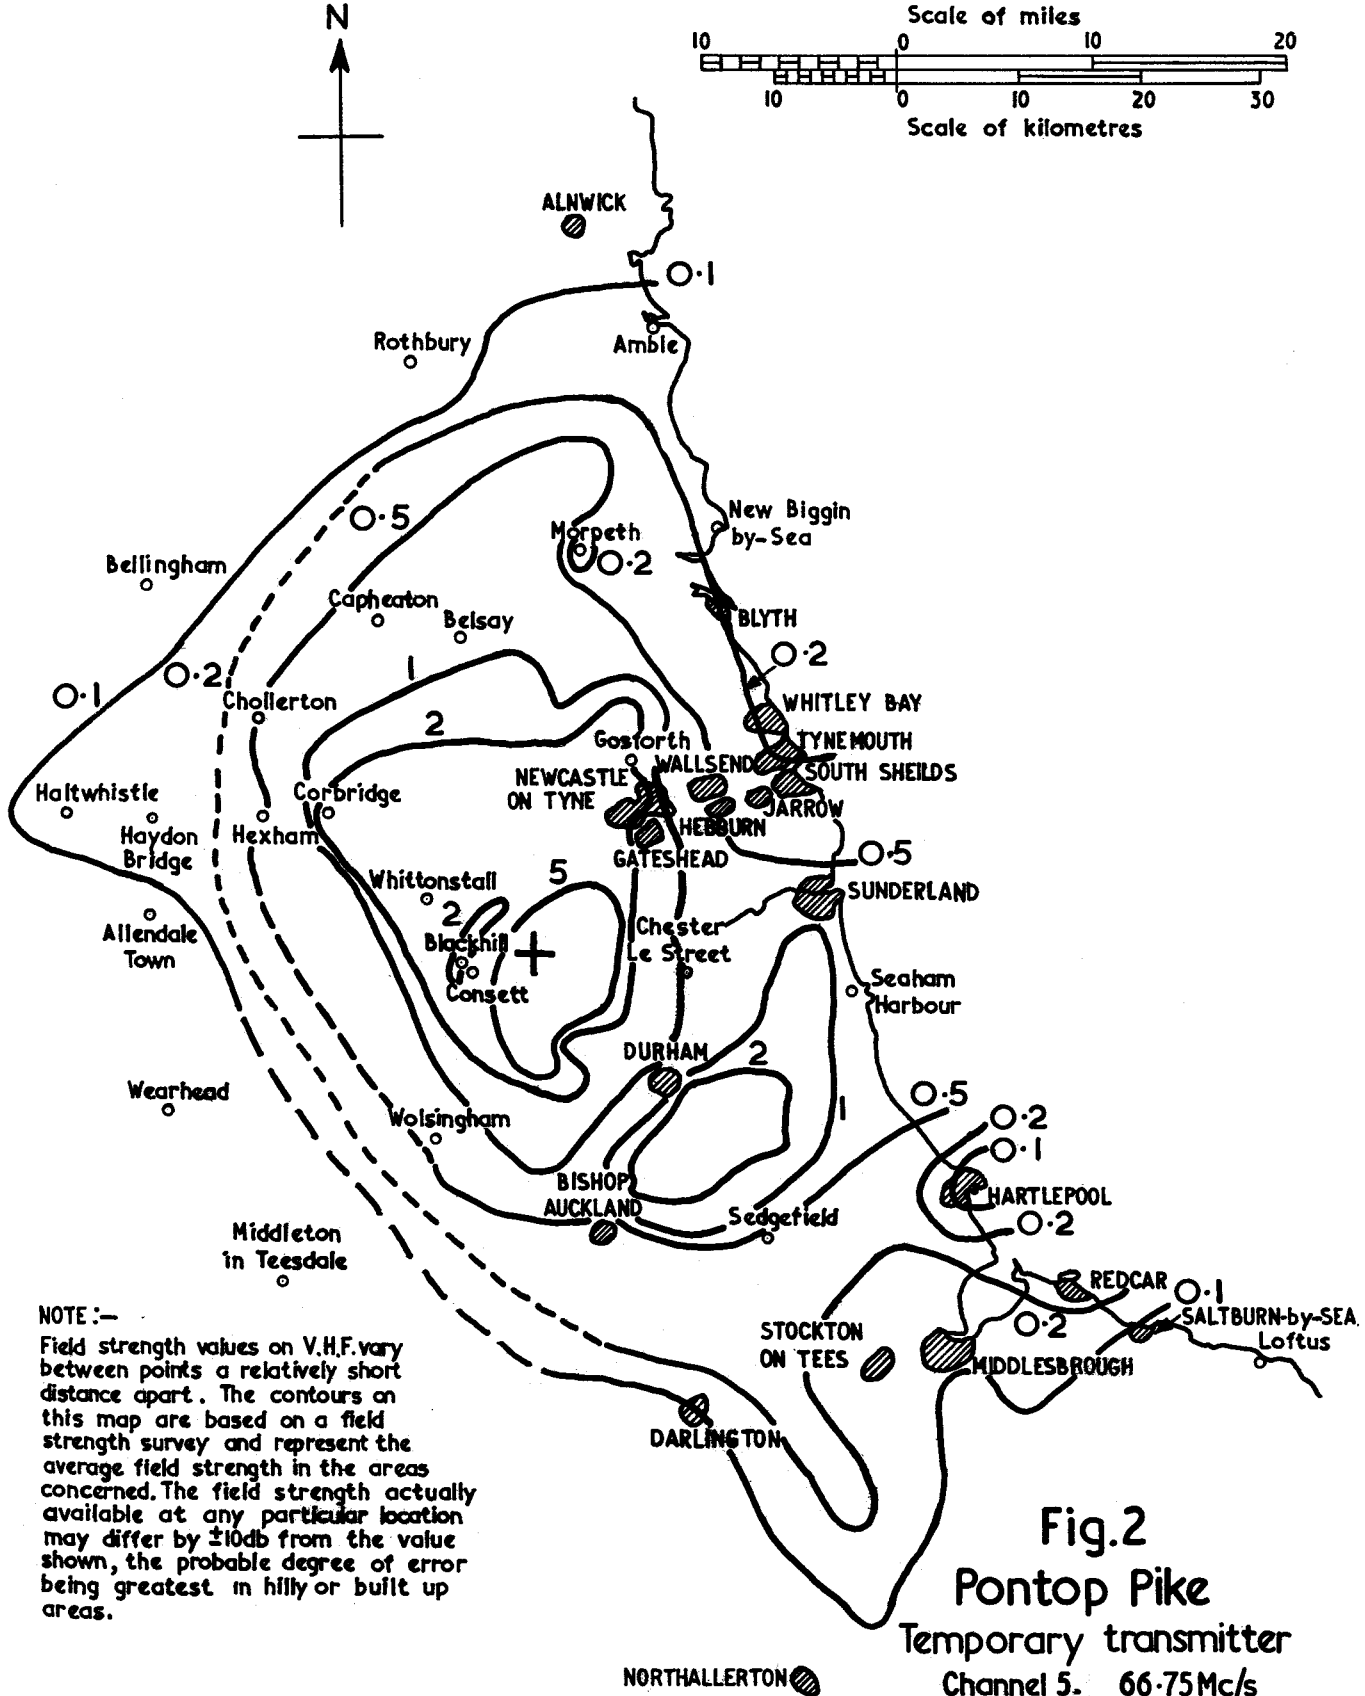 N
Scale of miles
10 0 10 20
10 0 10 20 30
Scale of kilometres
ALNWICK
0.1
Rothbury
Amble
0.5
New Biggin
by-Sea
Morpeth
0.2
Bellingham
Capheaton
Belsay
BLYTH
0.2
1
0.2
0.1
Chollerton
WHITLEY BAY
2
Gosforth
TYNEMOUTH
WALLSEND
SOUTH SHEILDS
NEWCASTLE
ON TYNE
Haltwhistle
Corbridge
JARROW
Haydon
Bridge
Hexham
HEBBURN
GATESHEAD
0.5
Whittonstall
5
SUNDERLAND
2
Chester
Le Street
Allendale
Town
Blackhill
Consett
Seaham
Harbour
DURHAM
2
Wearhead
0.5
0.2
1
Wolsingham
0.1
BISHOP
AUCKLAND
HARTLEPOOL
Sedgefield
0.2
Middleton
in Teesdale
REDCAR
0.1
SALTBURN-by-SEA
0.2
Loftus
STOCKTON
ON TEES
MIDDLESBROUGH
DARLINGTON
NOTE:—
Field strength values on V.H.F. vary
between points a relatively short
distance apart. The contours on
this map are based on a field
strength survey and represent the
average field strength in the areas
concerned. The field strength actually
available at any particular location
may differ by ±10db from the value
shown, the probable degree of error
being greatest in hilly or built up
areas.
Fig.2
Pontop Pike
Temporary transmitter
Channel 5. 66.75Mc/s
NORTHALLERTON